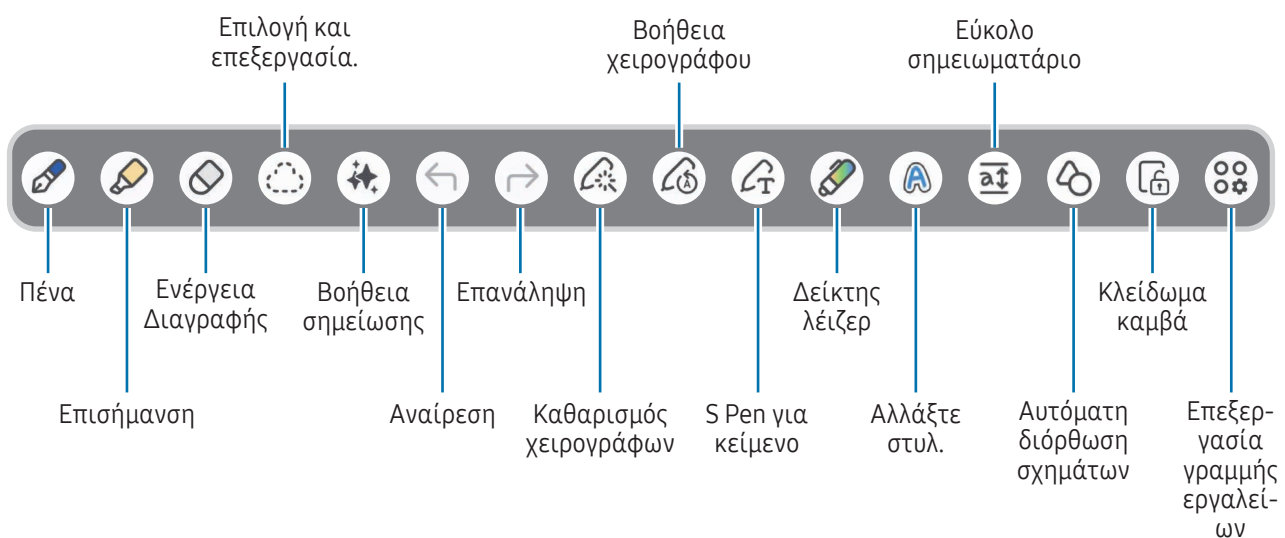 Επιλογή και
επεξεργασία.
Βοήθεια
χειρογράφου
Εύκολο
σημειωματάριο
Πένα
Ενέργεια
Διαγραφής
Βοήθεια
σημείωσης
Επανάληψη
Δείκτης
λέιζερ
Κλείδωμα
καμβά
Επισήμανση
Αναίρεση
Καθαρισμός
χειρογράφων
S Pen για
κείμενο
Αλλάξτε
στυλ.
Αυτόματη
διόρθωση
σχημάτων
Επεξερ-
γασία
γραμμής
εργαλεί-
ων